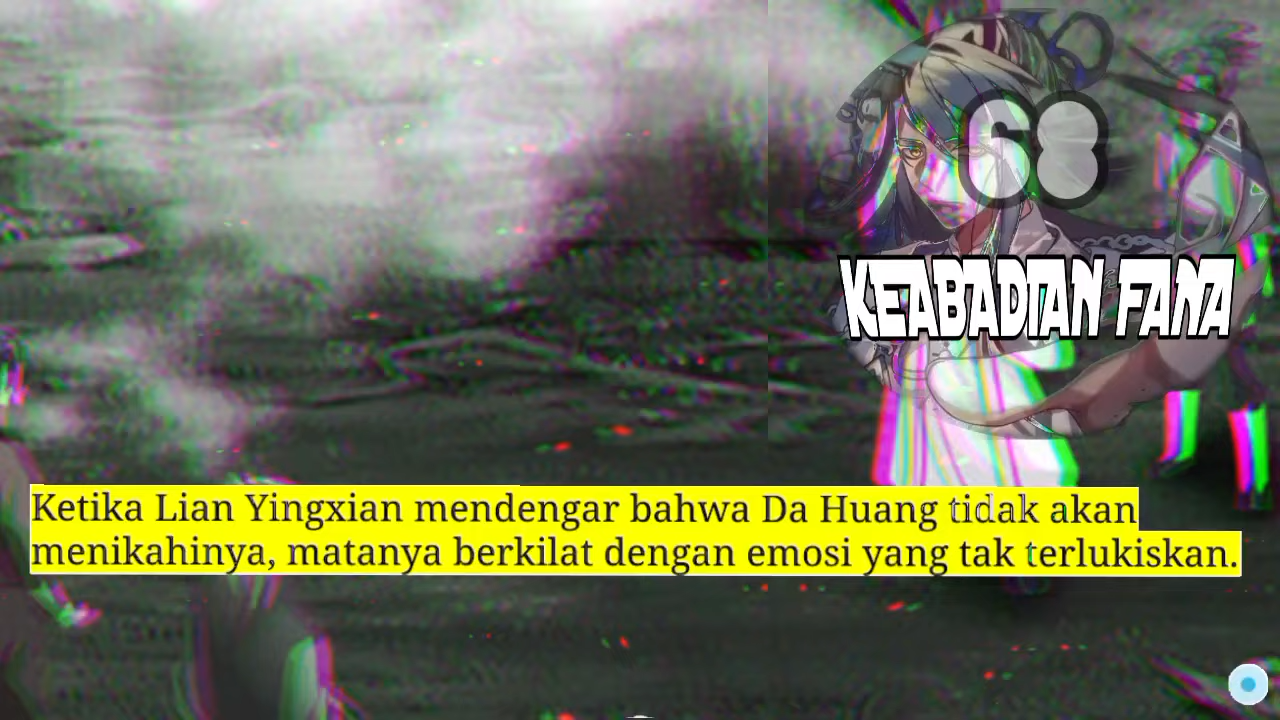 68
KEABADIAN FANA
Ketika Lian Yingxian mendengar bahwa Da Huang tidak akan
menikahinya, matanya berkilat dengan emosi yang tak terlukiskan.